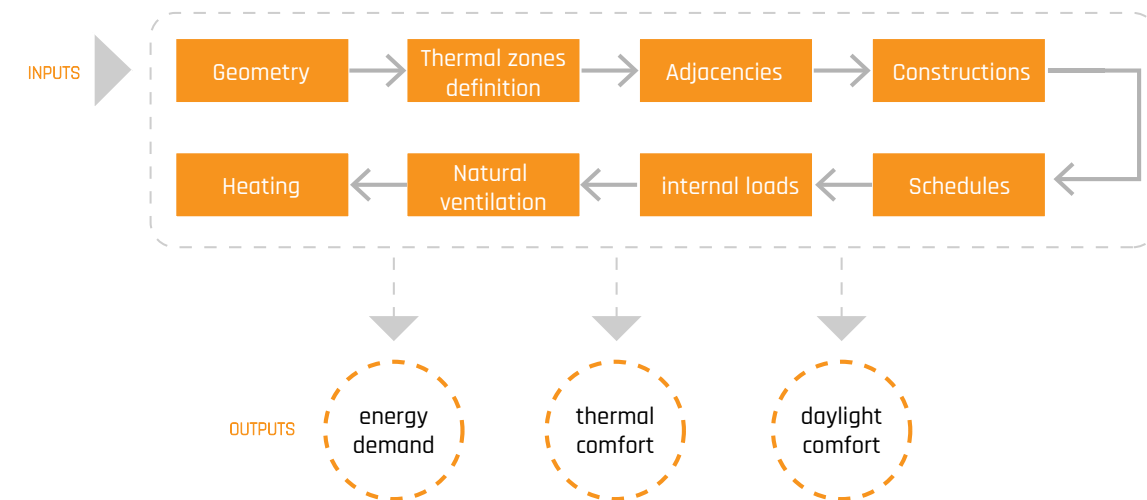 INPUTS
Geometry
Thermal zones
definition
Adjacencies
Constructions
Heating
Natural
ventilation
internal loads
Schedules
OUTPUTS
energy
demand
thermal
comfort
daylight
comfort